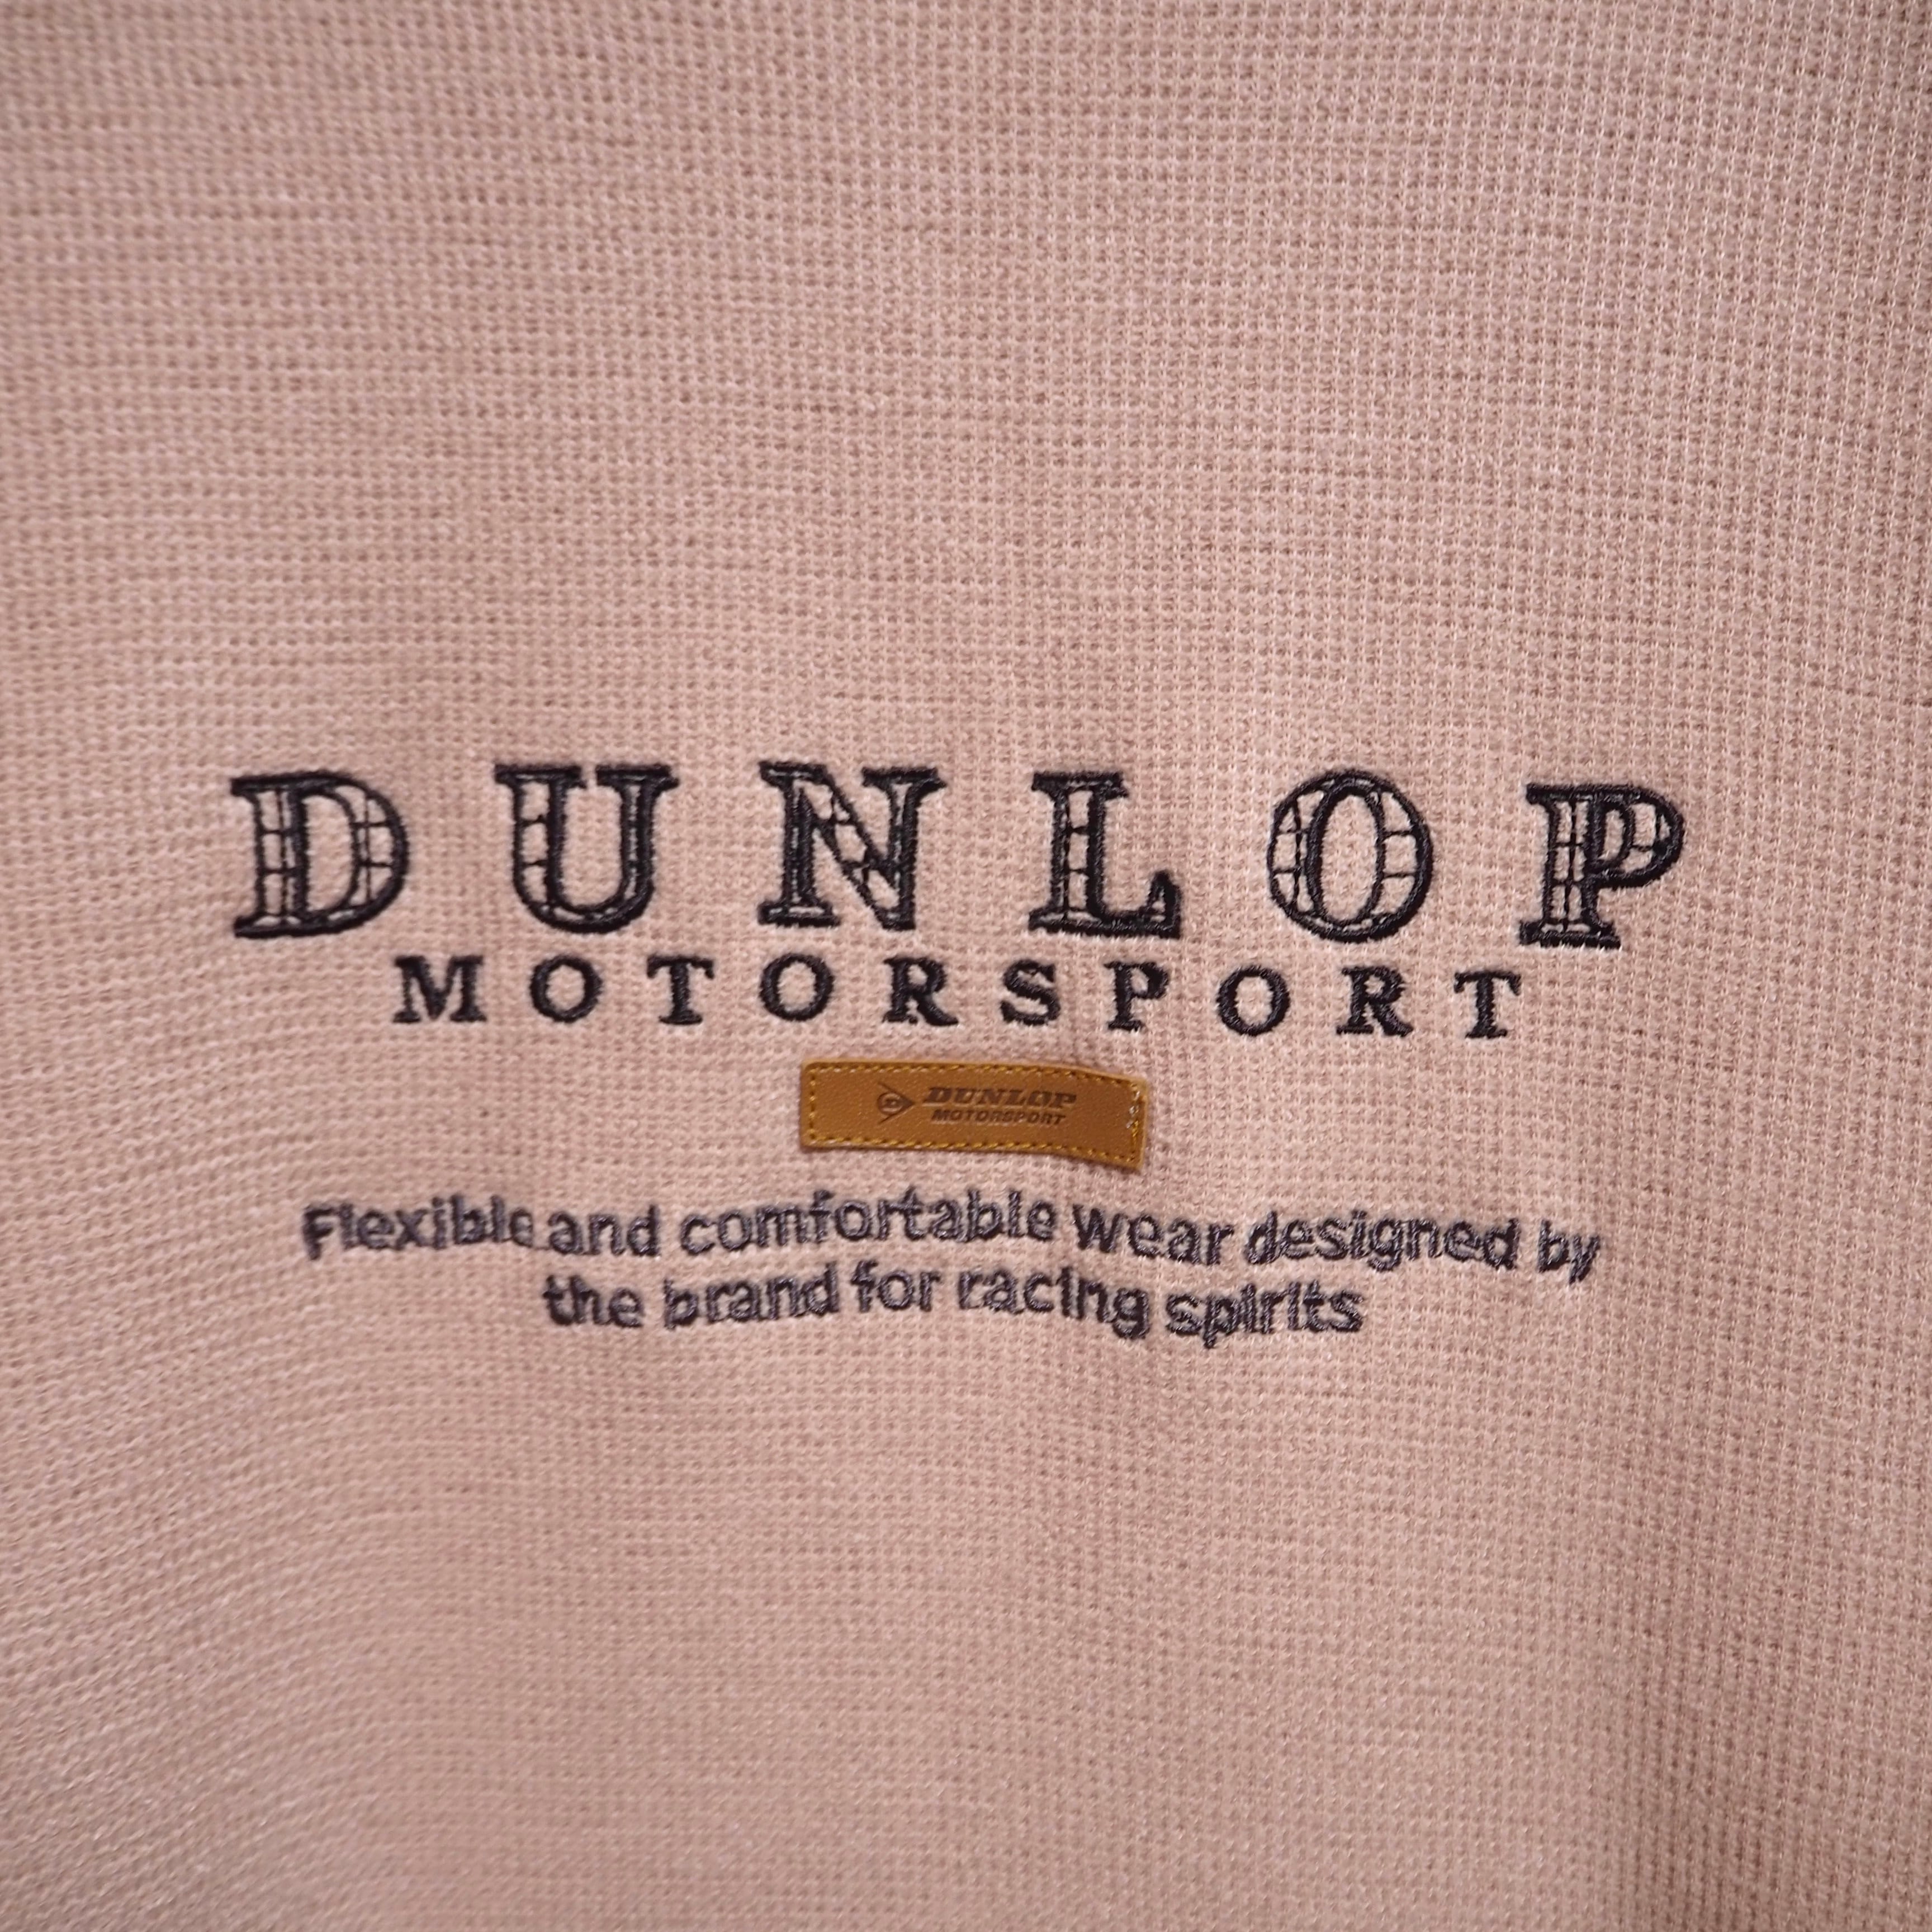 DUNLOP
MOTORSPORT
D DUNLOP
MOTORSPORT
Flexible and comfortable wear designed by
the brand for racing spirits